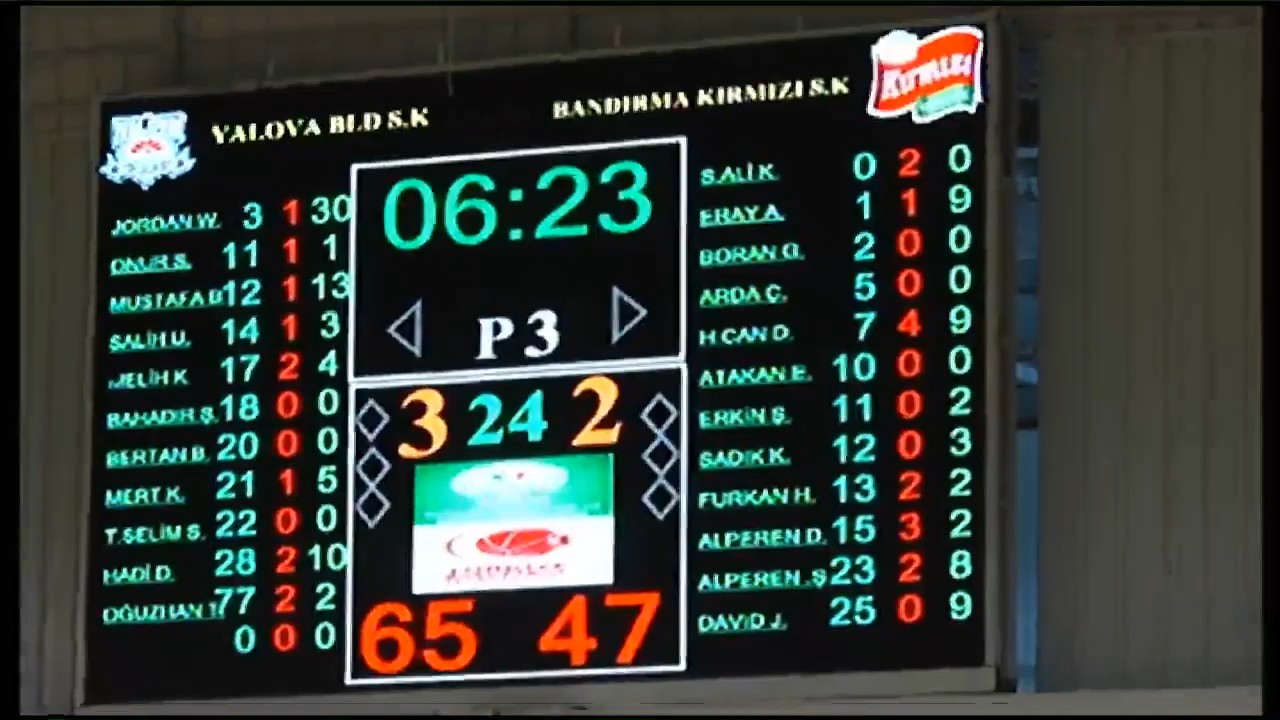 YALOVA BLD S.K
BANDIRMA KIRMIZI S.K
KIRMIZI
06:23
P3
3 24 2
65 47
JORDAN W. 3 1 30
ONUR S. 11 1 1
MUSTAFA 12 1 13
SALİH U. 14 1 3
MELİH K 17 2 4
BAHADIR Ş. 18 0 0
BERTAN B. 20 0 0
MERT K. 21 1 5
T.SELİM S. 22 0 0
HADİ D. 28 2 10
OĞUZHAN 77 2 2
0 0 0
S.ALİ K. 0 2 0
ERAY A. 1 1 9
BORAN G. 2 0 0
ARDA Ç. 5 0 0
H CAN D. 7 4 9
ATAKAN E. 10 0 0
ERKİN Ş. 11 0 2
SADIK K. 12 0 3
FURKAN H. 13 2 2
ALPEREN D. 15 3 2
ALPEREN .Ş 23 2 8
DAVID J. 25 0 9